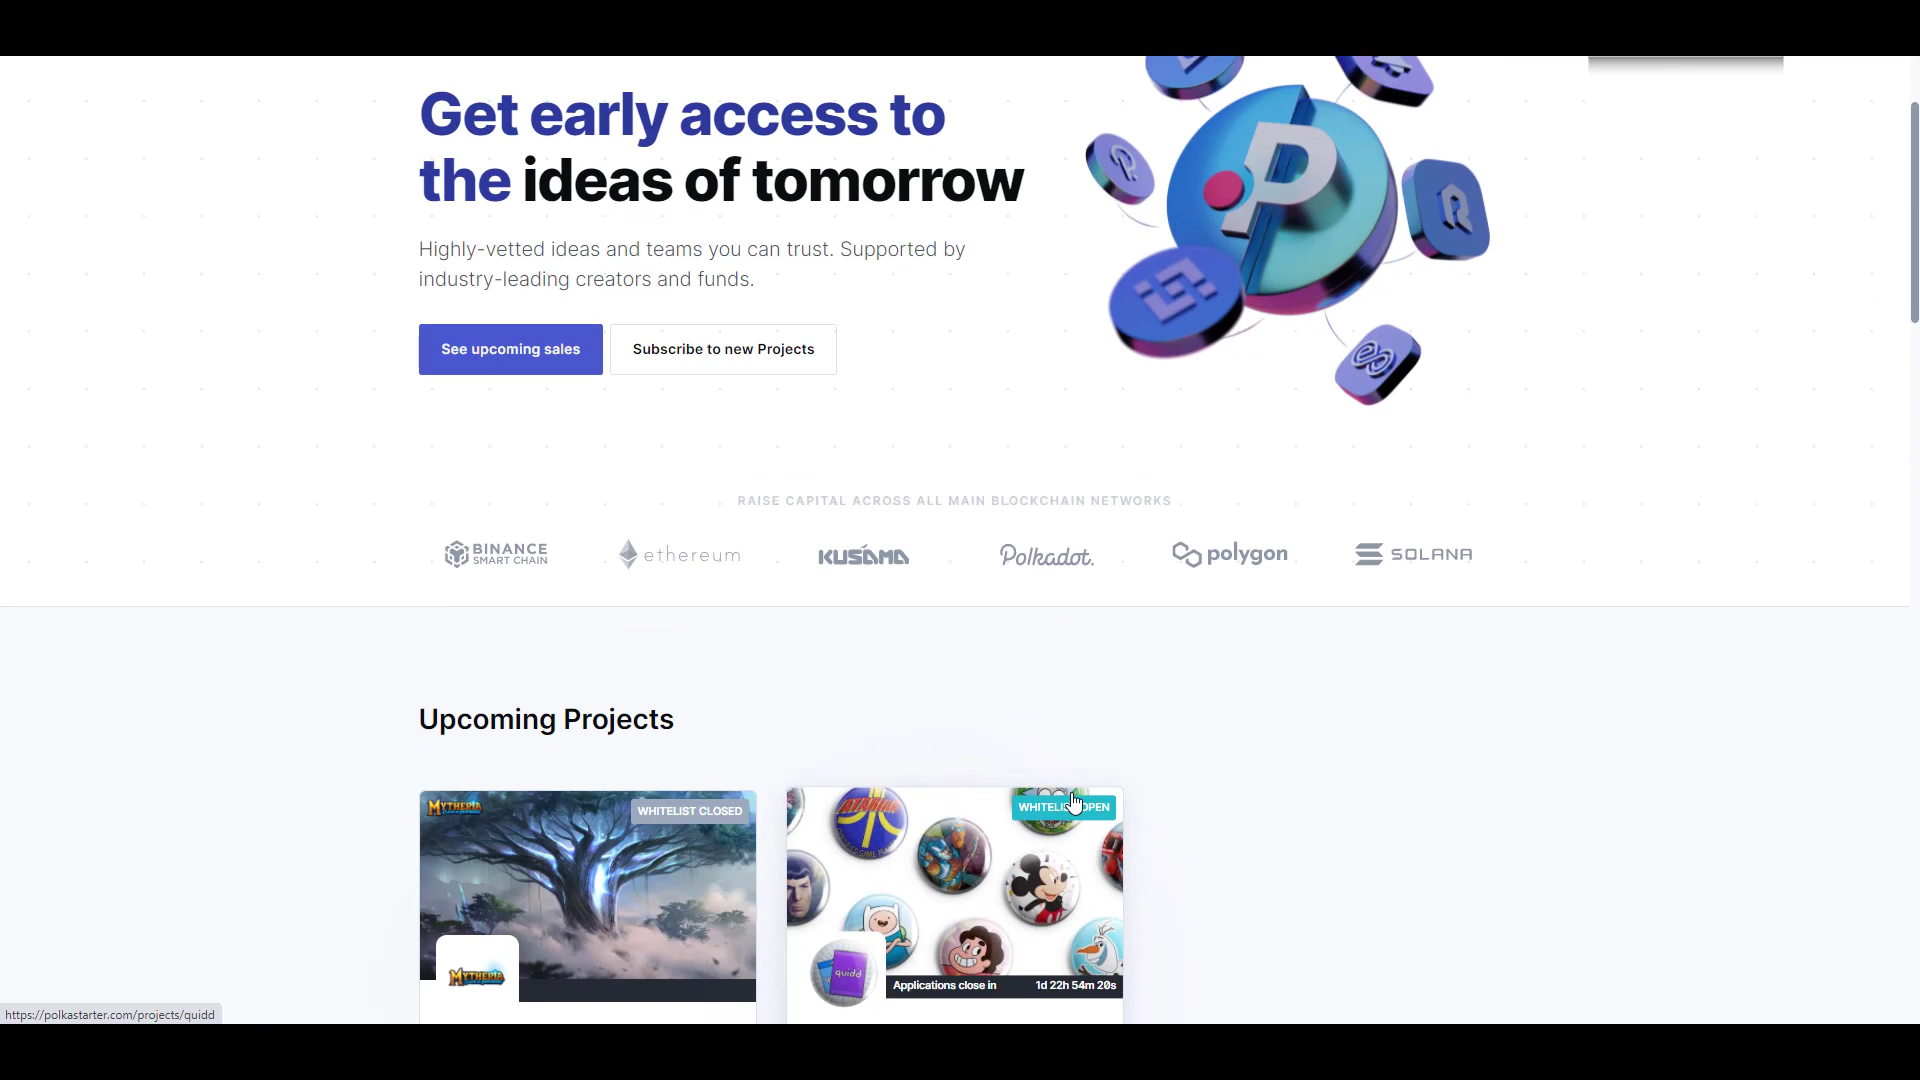 Get early access to
the ideas of tomorrow
Highly-vetted ideas and teams you can trust. Supported by
industry-leading creators and funds.
See upcoming sales
Subscribe to new Projects
RAISE CAPITAL ACROSS ALL MAIN BLOCKCHAIN NETWORKS
BINANCE
SMART CHAIN
ethereum
KUSAMA
Polkadot.
polygon
SOLANA
Upcoming Projects
MYTHERIA
WHITELIST CLOSED
ATARIAN
OPEN
MYTHERIA
quidd
Applications close in
1d 22h 54m 20s
https://polkastarter.com/projects/quidd